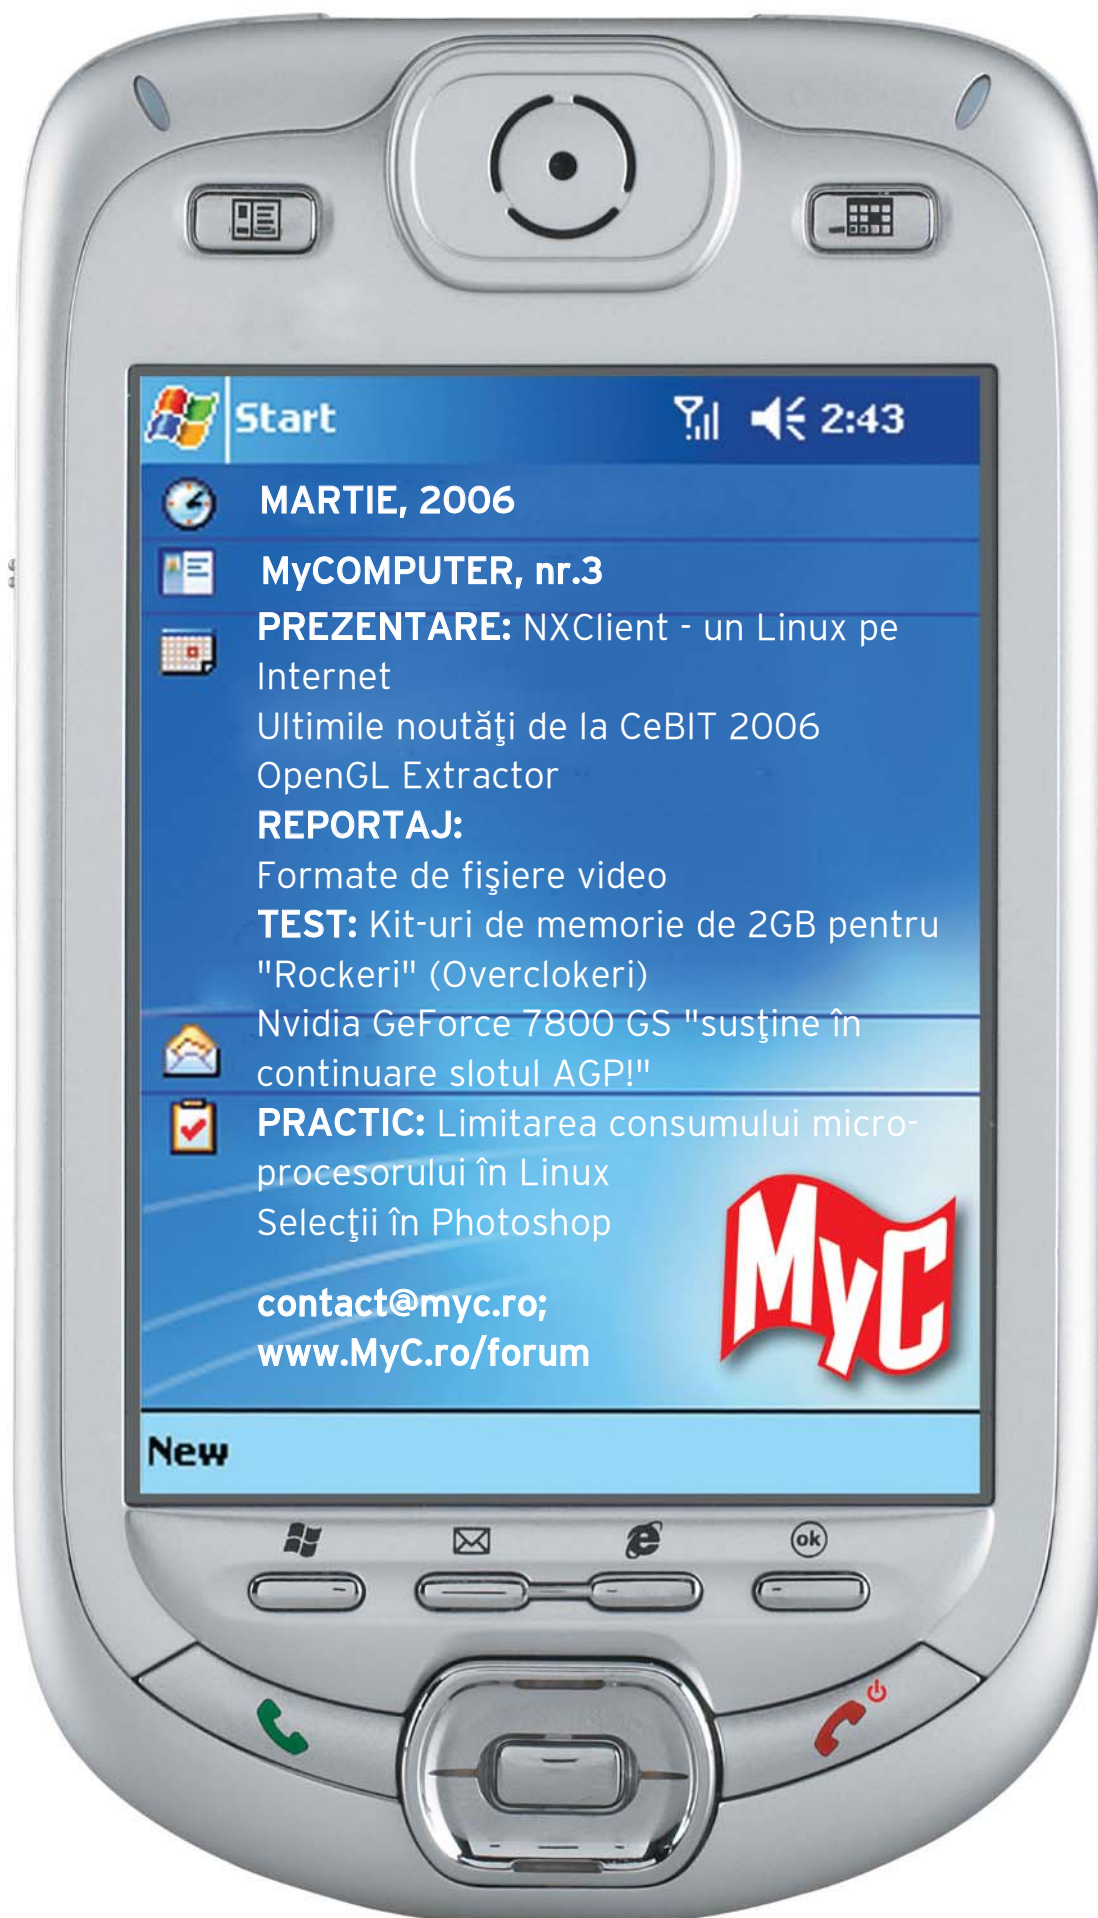 Start 2:43
MARTIE, 2006
MyCOMPUTER, nr.3
PREZENTARE: NXClient - un Linux pe
Internet
Ultimile noutăţi de la CeBIT 2006
OpenGL Extractor
REPORTAJ:
Formate de fişiere video
TEST: Kit-uri de memorie de 2GB pentru
"Rockeri" (Overclokeri)
Nvidia GeForce 7800 GS "susţine în
continuare slotul AGP!"
PRACTIC: Limitarea consumului micro-
procesorului în Linux
Selecţii în Photoshop
contact@myc.ro;
www.MyC.ro/forum
MyC
New
ok